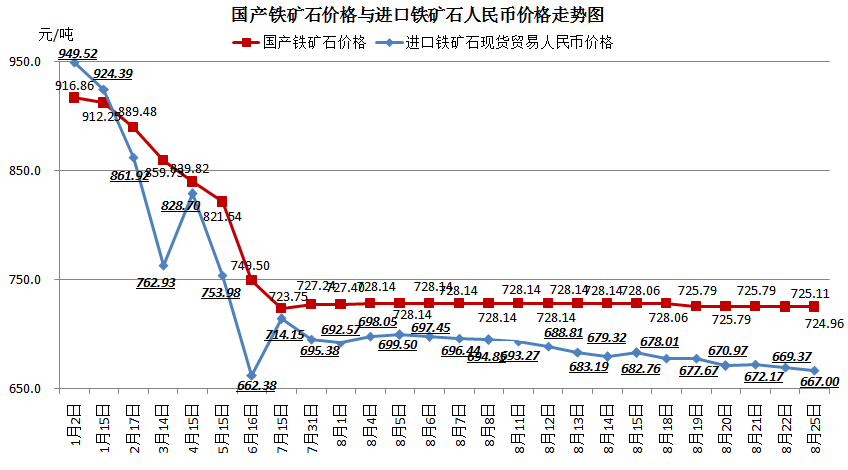 国产铁矿石价格与进口铁矿石人民币价格走势图
元/吨
国产铁矿石价格 进口铁矿石现货贸易人民币价格
950.0
850.0
750.0
650.0
916.86 912.25 889.48 859.73 839.82 821.54 749.50 723.75 727.24 727.40 728.14 728.14 728.14 728.14 728.14 728.14 728.14 728.14 728.14 728.06 728.06 725.79 725.79 725.79 725.11 724.96
949.52 924.39 861.92 762.93 828.70 753.98 662.38 714.15 695.38 692.57 698.05 699.50 697.45 696.44 694.85 693.27 688.81 683.19 679.32 682.76 678.01 677.67 670.97 672.17 669.37 667.00
1月2日
1月15日
2月17日
3月14日
4月15日
5月15日
6月16日
7月15日
7月31日
8月1日
8月4日
8月5日
8月6日
8月7日
8月8日
8月11日
8月12日
8月13日
8月14日
8月15日
8月18日
8月19日
8月20日
8月21日
8月22日
8月25日